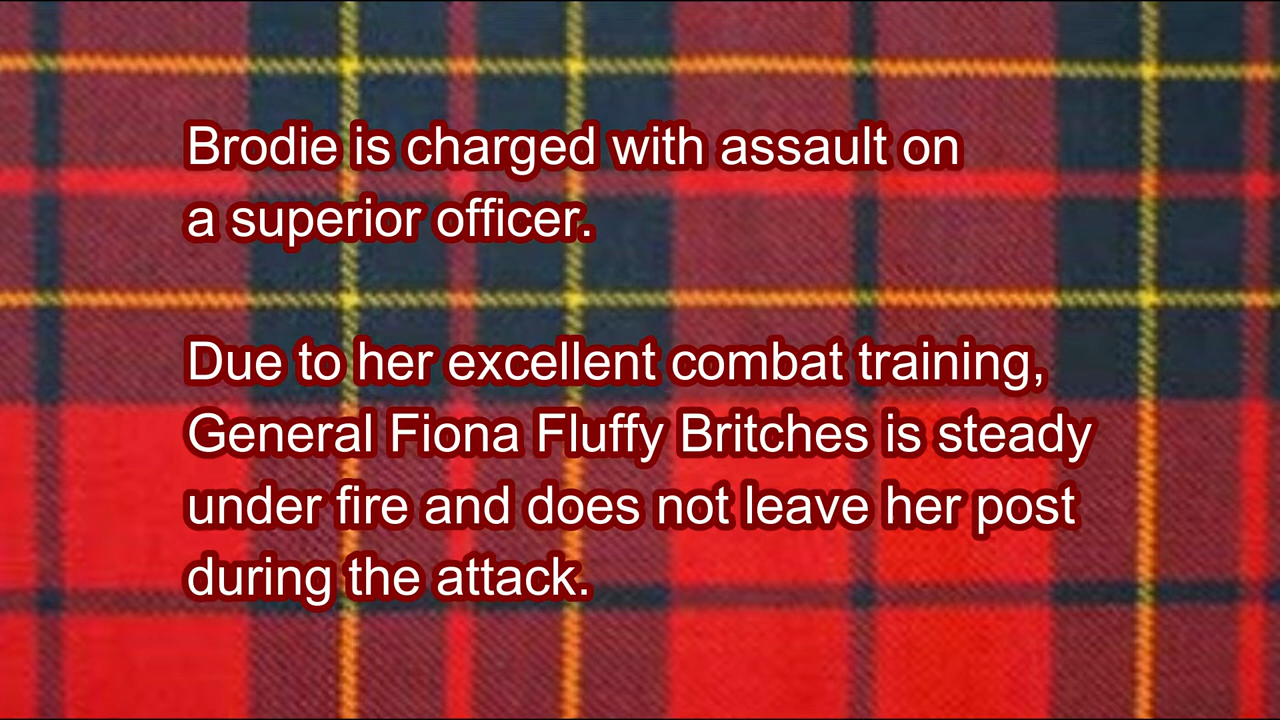 Brodie is charged with assault on
a superior officer.
Due to her excellent combat training,
General Fiona Fluffy Britches is steady
under fire and does not leave her post
during the attack.